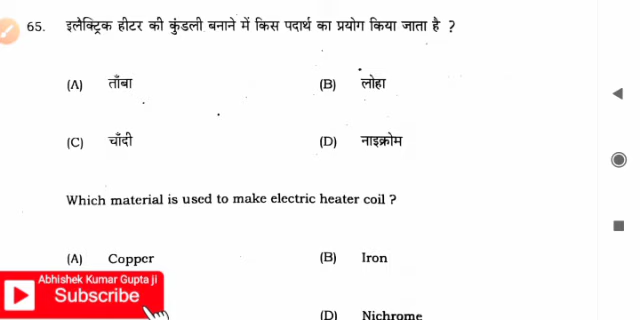 65. इलैक्ट्रिक हीटर की कुंडली बनाने में किस पदार्थ का प्रयोग किया जाता है ?
(A) ताँबा (B) लोहा
(C) चाँदी (D) नाइक्रोम
Which material is used to make electric heater coil ?
(A) Copper (B) Iron
Abhishek Kumar Gupta ji
Subscribe
(D) Nichrome